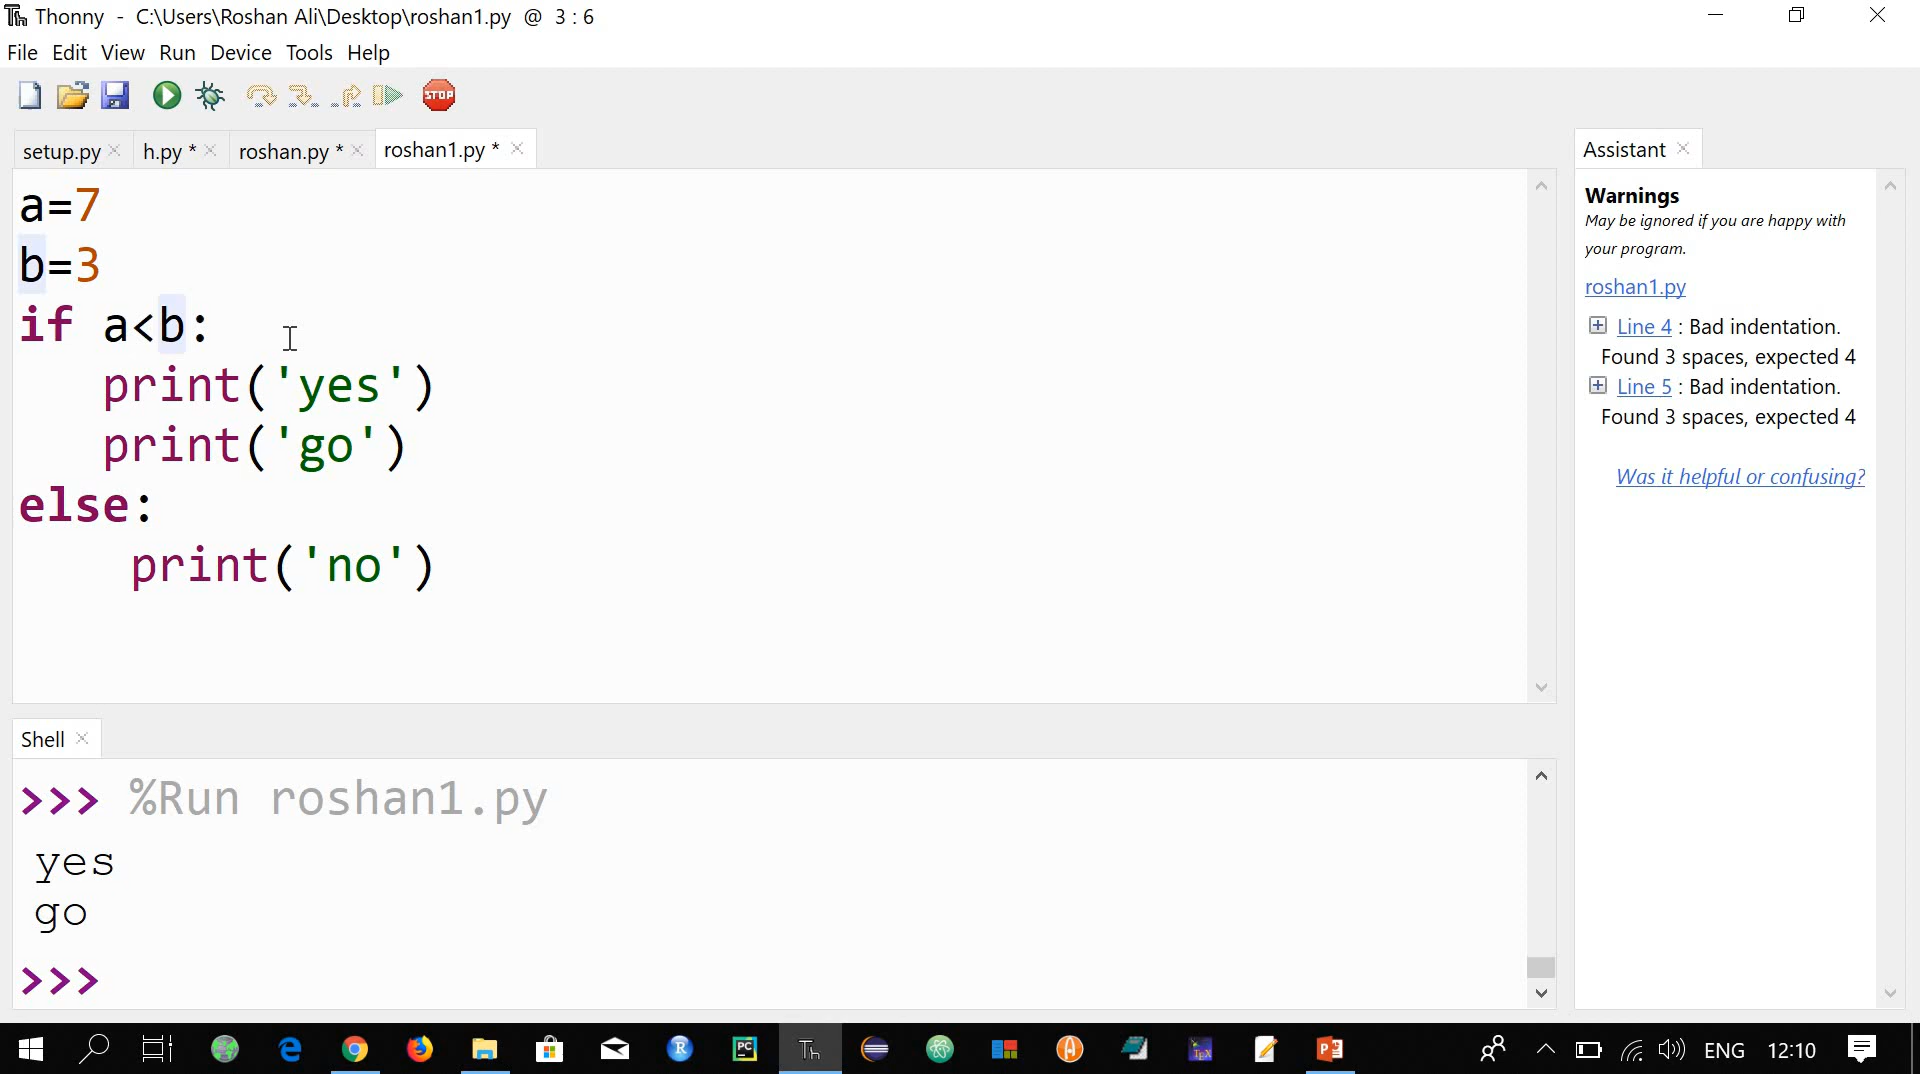 Thonny - C:\Users\Roshan Ali\Desktop\roshan1.py @ 3 : 6
File Edit View Run Device Tools Help
STOP
setup.py h.py * roshan.py * roshan1.py *
a=7
b=3
if a<b:
   print('yes')
   print('go')
else:
    print('no')
Shell
>>> %Run roshan1.py
yes
go
>>>
Assistant
Warnings
May be ignored if you are happy with
your program.
roshan1.py
Line 4 : Bad indentation.
Found 3 spaces, expected 4
Line 5 : Bad indentation.
Found 3 spaces, expected 4
Was it helpful or confusing?
ENG 12:10